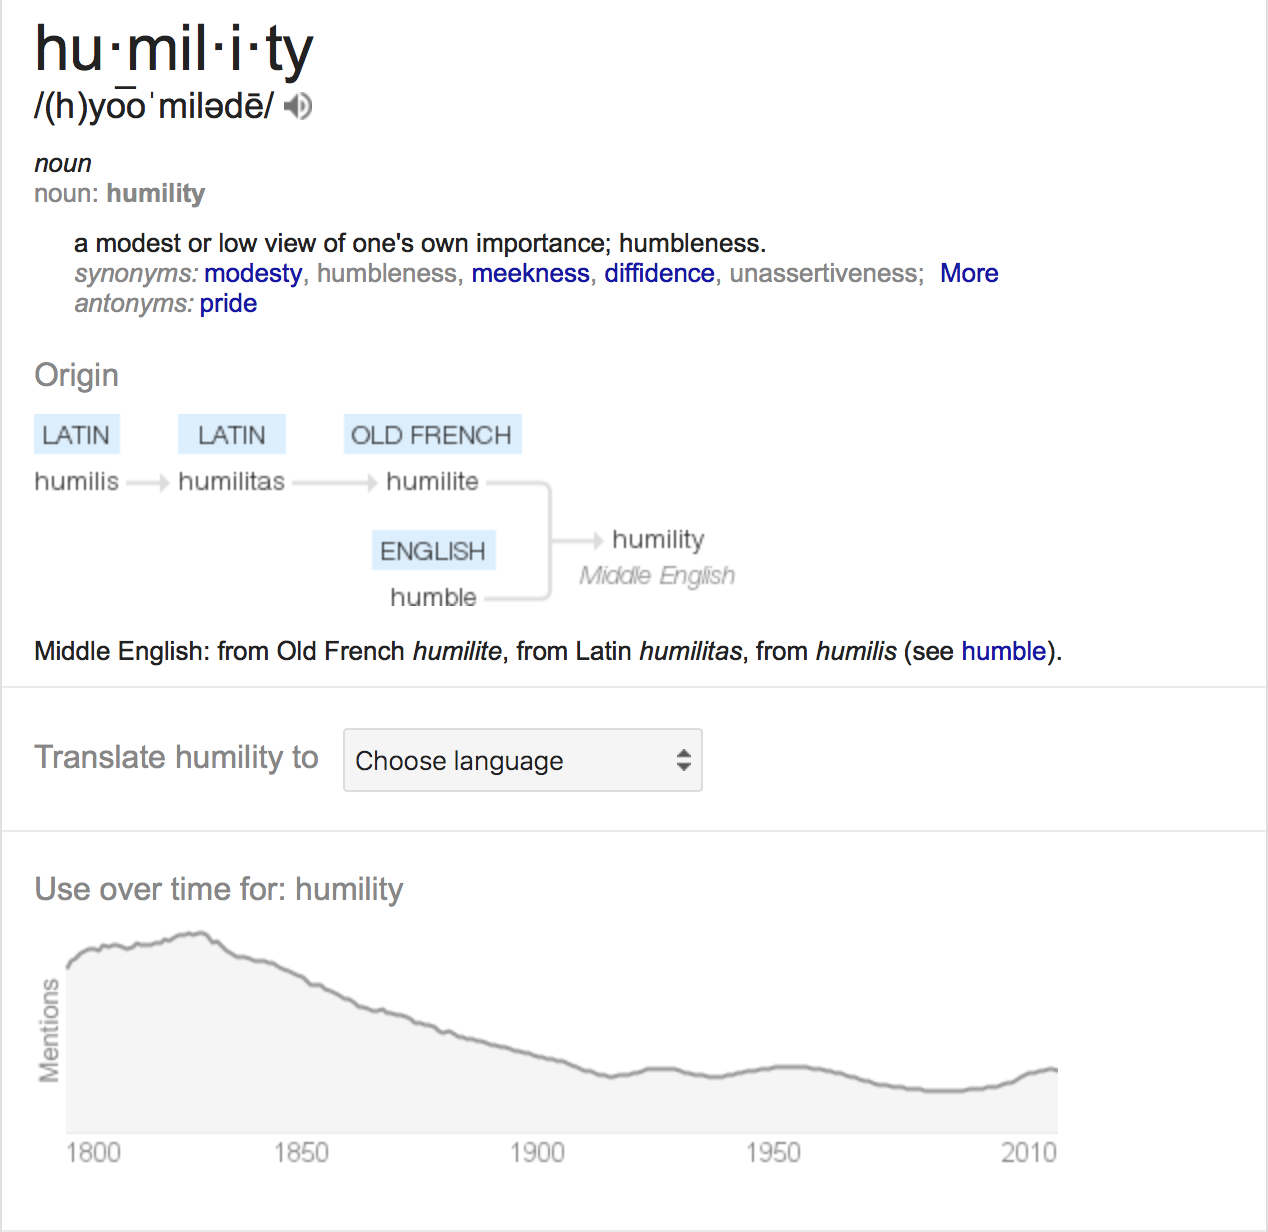 hu·mil·i·ty
/(h)yo͞oˈmilədē/
noun
noun: humility
a modest or low view of one's own importance; humbleness.
synonyms: modesty, humbleness, meekness, diffidence, unassertiveness; More
antonyms: pride
Origin
LATIN LATIN OLD FRENCH
humilis humilitas humilite
ENGLISH
humble
humility
Middle English
Middle English: from Old French humilite, from Latin humilitas, from humilis (see humble).
Translate humility to Choose language
Use over time for: humility
Mentions
1800 1850 1900 1950 2010